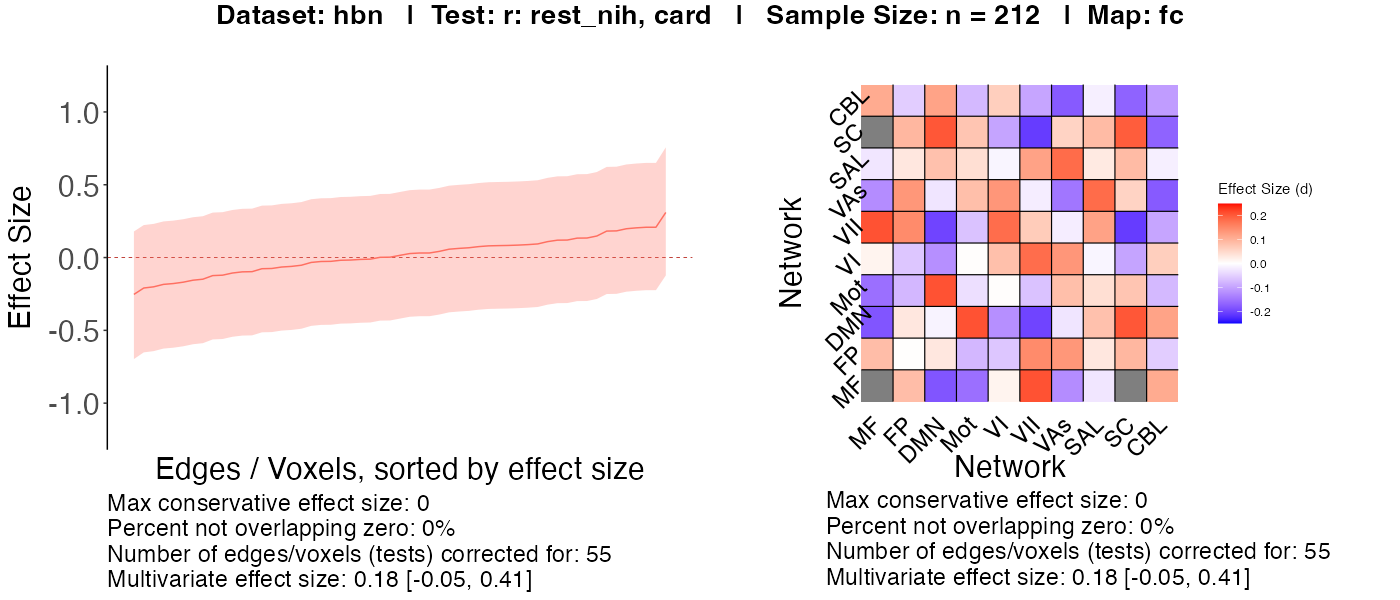 Dataset: hbn | Test: r: rest_nih, card | Sample Size: n = 212 | Map: fc
Effect Size
1.0
0.5
0.0
-0.5
-1.0
Edges / Voxels, sorted by effect size
Max conservative effect size: 0
Percent not overlapping zero: 0%
Number of edges/voxels (tests) corrected for: 55
Multivariate effect size: 0.18 [-0.05, 0.41]
Network
CBL
SC
SAL
VAs
VII
VI
Mot
DMN
FP
MF
MF FP DMN Mot VI VII VAs SAL SC CBL
Network
Effect Size (d)
0.2
0.1
0.0
-0.1
-0.2
Max conservative effect size: 0
Percent not overlapping zero: 0%
Number of edges/voxels (tests) corrected for: 55
Multivariate effect size: 0.18 [-0.05, 0.41]